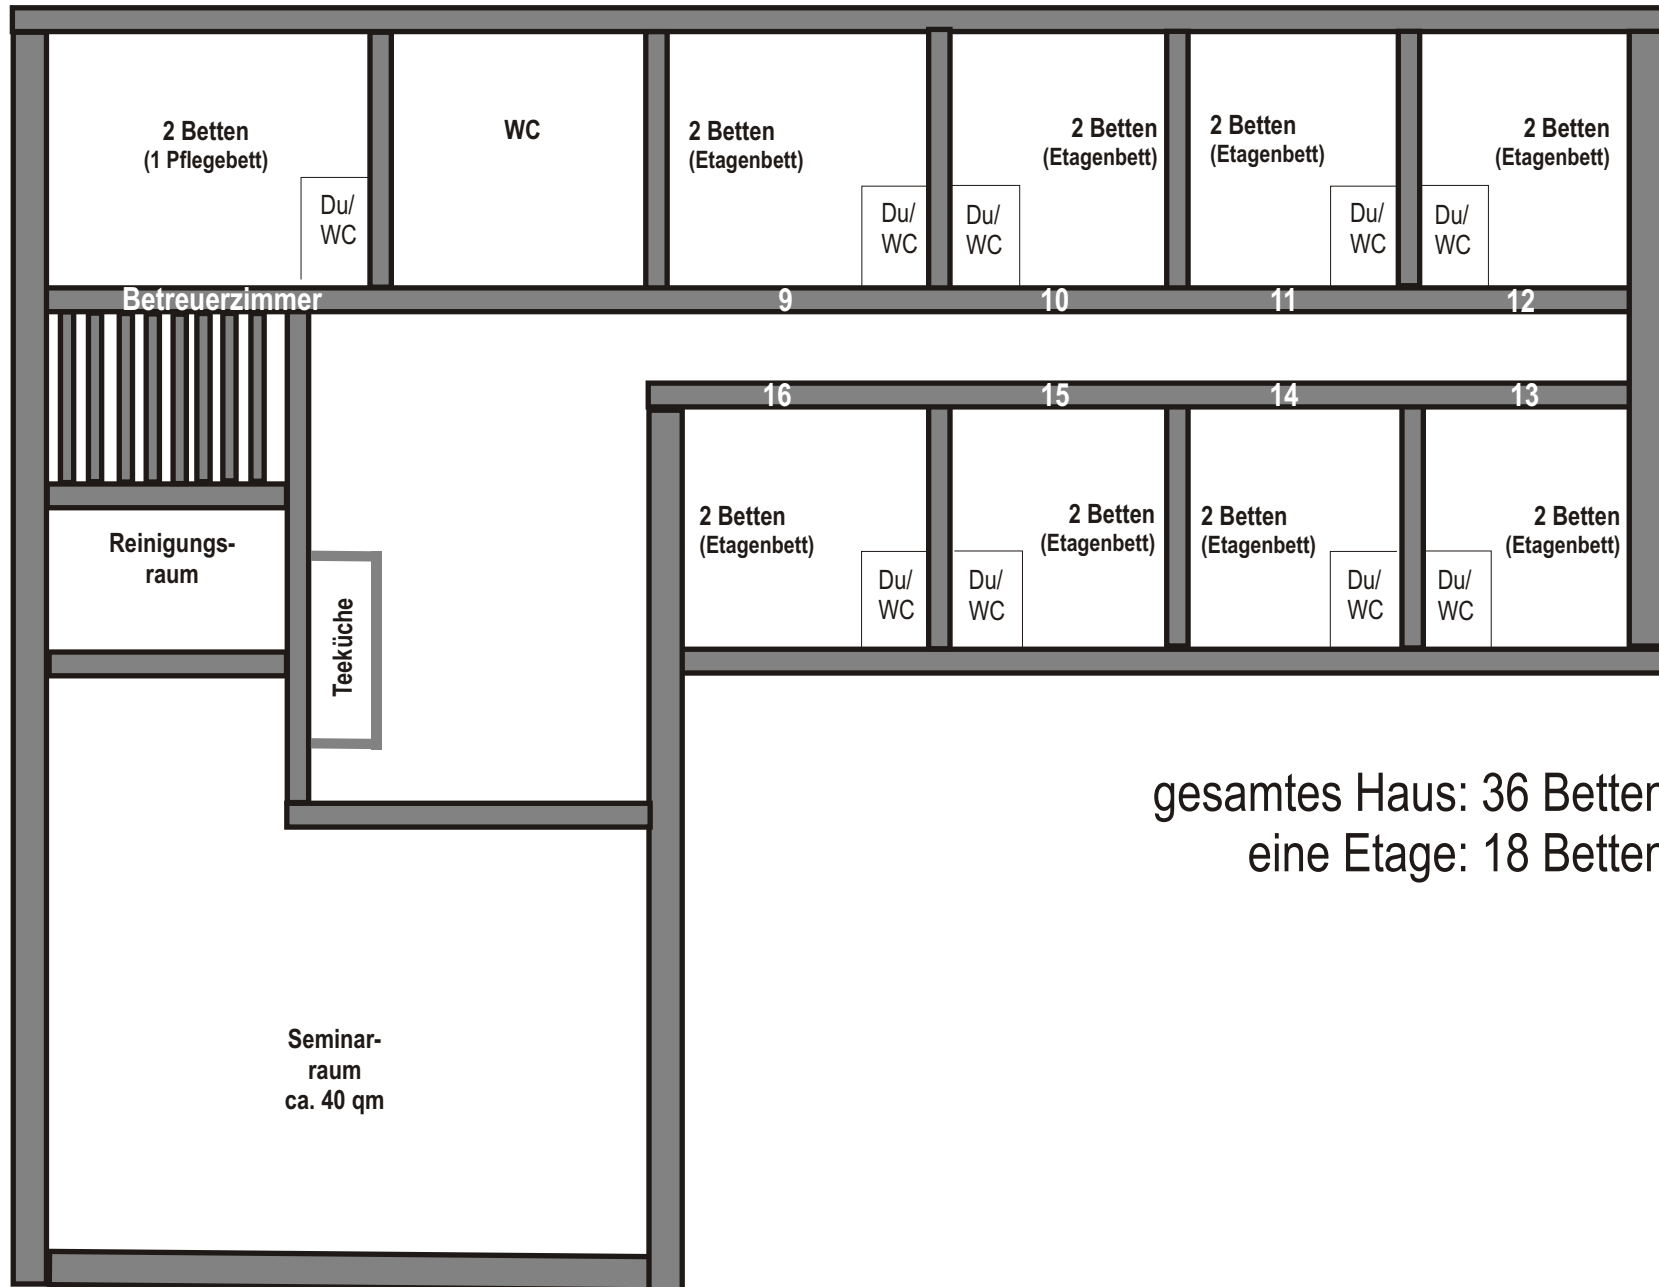 2 Betten
(1 Pflegebett)
Du/
WC
WC
2 Betten
(Etagenbett)
Du/
WC
2 Betten
(Etagenbett)
Du/
WC
2 Betten
(Etagenbett)
Du/
WC
2 Betten
(Etagenbett)
Du/
WC
Betreuerzimmer
9
10
11
12
16
15
14
13
2 Betten
(Etagenbett)
Du/
WC
2 Betten
(Etagenbett)
Du/
WC
2 Betten
(Etagenbett)
Du/
WC
2 Betten
(Etagenbett)
Du/
WC
Reinigungs-
raum
Teeküche
gesamtes Haus: 36 Betten
eine Etage: 18 Betten
Seminar-
raum
ca. 40 qm